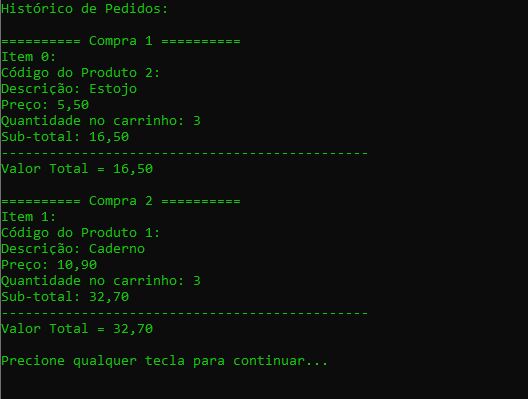 Histórico de Pedidos:
========== Compra 1 ==========
Item 0:
Código do Produto 2:
Descrição: Estojo
Preço: 5,50
Quantidade no carrinho: 3
Sub-total: 16,50
----------------------------------------------
Valor Total = 16,50
========== Compra 2 ==========
Item 1:
Código do Produto 1:
Descrição: Caderno
Preço: 10,90
Quantidade no carrinho: 3
Sub-total: 32,70
----------------------------------------------
Valor Total = 32,70
Precione qualquer tecla para continuar...